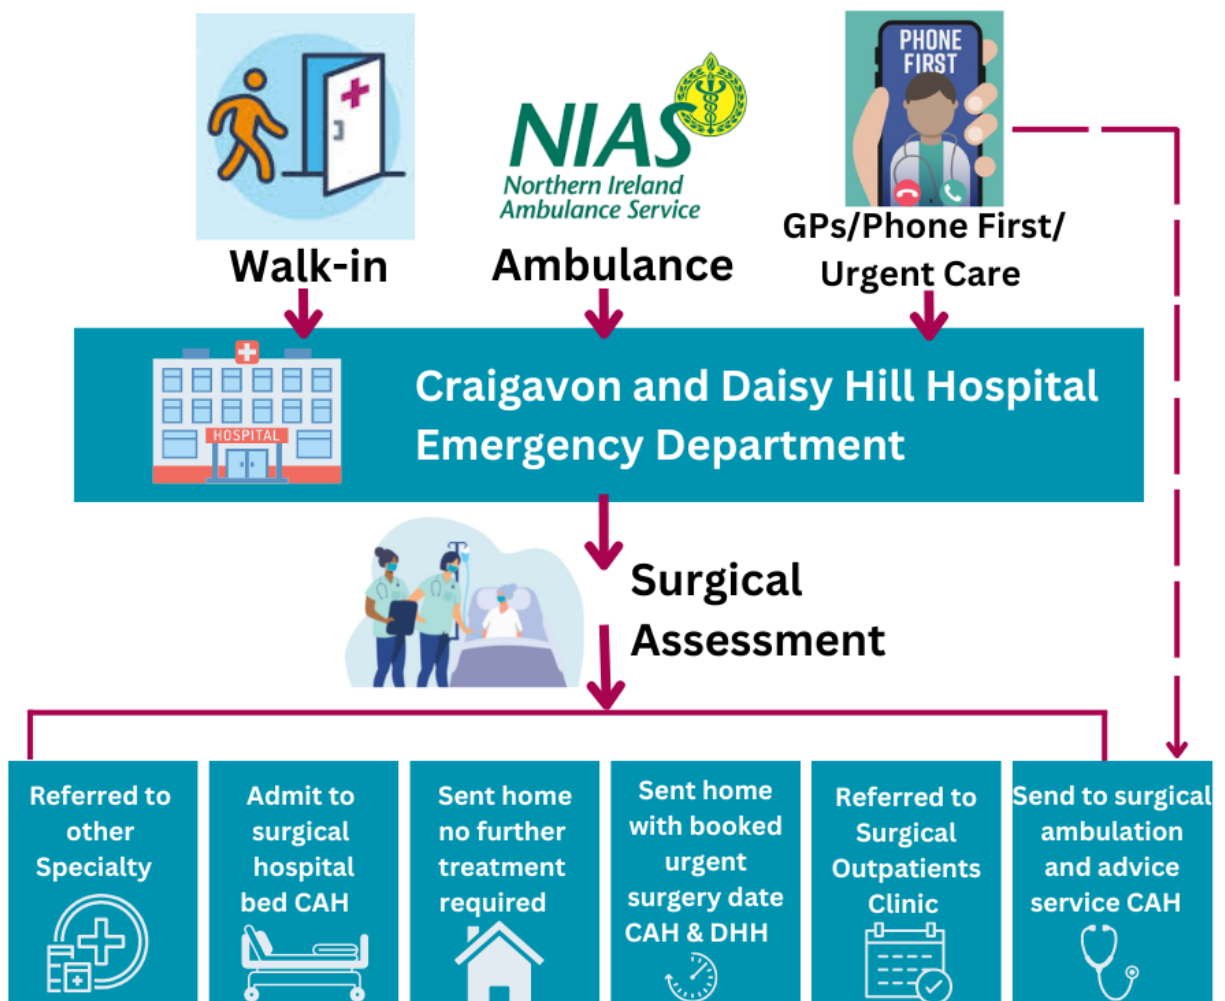 PHONE
FIRST
NIAS
Northern Ireland
Ambulance Service
Walk-in
Ambulance
GPs/Phone First/
Urgent Care
HOSPITAL
Craigavon and Daisy Hill Hospital
Emergency Department
Surgical
Assessment
Referred to
other
Specialty
Admit to
surgical
hospital
bed CAH
Sent home
no further
treatment
required
Sent home
with booked
urgent
surgery date
CAH & DHH
Referred to
Surgical
Outpatients
Clinic
Send to surgical
ambulation
and advice
service CAH